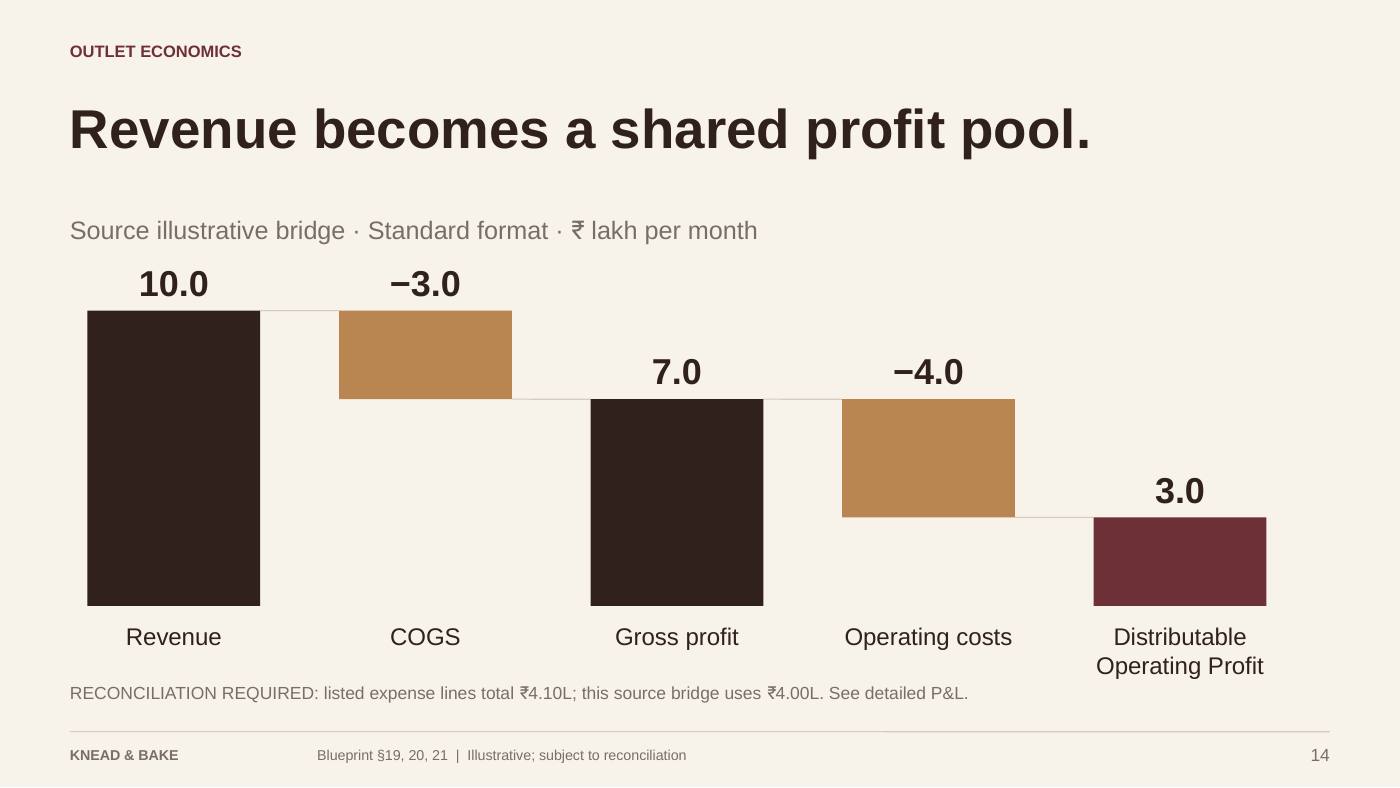 OUTLET ECONOMICS
Revenue becomes a shared profit pool.
Source illustrative bridge · Standard format · ₹ lakh per month
10.0
−3.0
7.0
−4.0
3.0
Revenue
COGS
Gross profit
Operating costs
Distributable
Operating Profit
RECONCILIATION REQUIRED: listed expense lines total ₹4.10L; this source bridge uses ₹4.00L. See detailed P&L.
KNEAD & BAKE
Blueprint §19, 20, 21 | Illustrative; subject to reconciliation
14